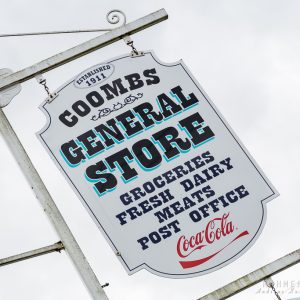 ESTABLISHED
1911
COOMBS
GENERAL
STORE
GROCERIES
FRESH DAIRY
MEATS
POST OFFICE
Coca-Cola